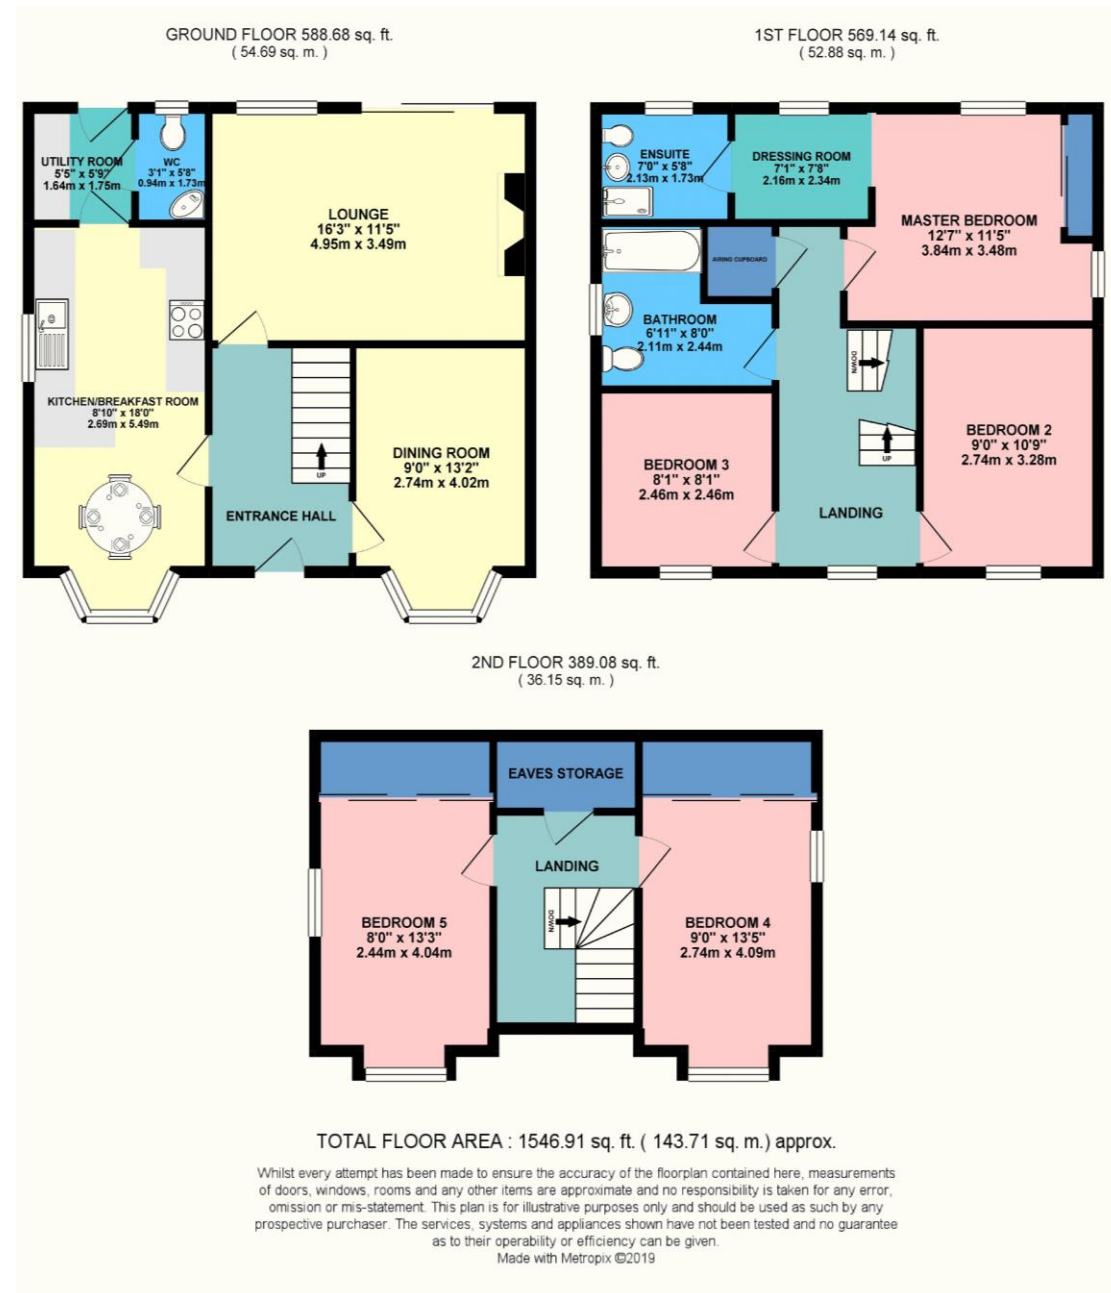 GROUND FLOOR 588.68 sq. ft.
( 54.69 sq. m. )
UTILITY ROOM
5'5" x 5'9"
1.64m x 1.75m
WC
3'1" x 5'8"
0.94m x 1.73m
LOUNGE
16'3" x 11'5"
4.95m x 3.49m
KITCHEN/BREAKFAST ROOM
8'10" x 18'0"
2.69m x 5.49m
UP
ENTRANCE HALL
DINING ROOM
9'0" x 13'2"
2.74m x 4.02m
1ST FLOOR 569.14 sq. ft.
( 52.88 sq. m. )
ENSUITE
7'0" x 5'8"
2.13m x 1.73m
DRESSING ROOM
7'1" x 7'8"
2.16m x 2.34m
MASTER BEDROOM
12'7" x 11'5"
3.84m x 3.48m
AIRING CUPBOARD
BATHROOM
6'11" x 8'0"
2.11m x 2.44m
DOWN
UP
BEDROOM 2
9'0" x 10'9"
2.74m x 3.28m
BEDROOM 3
8'1" x 8'1"
2.46m x 2.46m
LANDING
2ND FLOOR 389.08 sq. ft.
( 36.15 sq. m. )
EAVES STORAGE
LANDING
DOWN
BEDROOM 5
8'0" x 13'3"
2.44m x 4.04m
BEDROOM 4
9'0" x 13'5"
2.74m x 4.09m
TOTAL FLOOR AREA : 1546.91 sq. ft. ( 143.71 sq. m.) approx.
Whilst every attempt has been made to ensure the accuracy of the floorplan contained here, measurements
of doors, windows, rooms and any other items are approximate and no responsibility is taken for any error,
omission or mis-statement. This plan is for illustrative purposes only and should be used as such by any
prospective purchaser. The services, systems and appliances shown have not been tested and no guarantee
as to their operability or efficiency can be given.
Made with Metropix ©2019